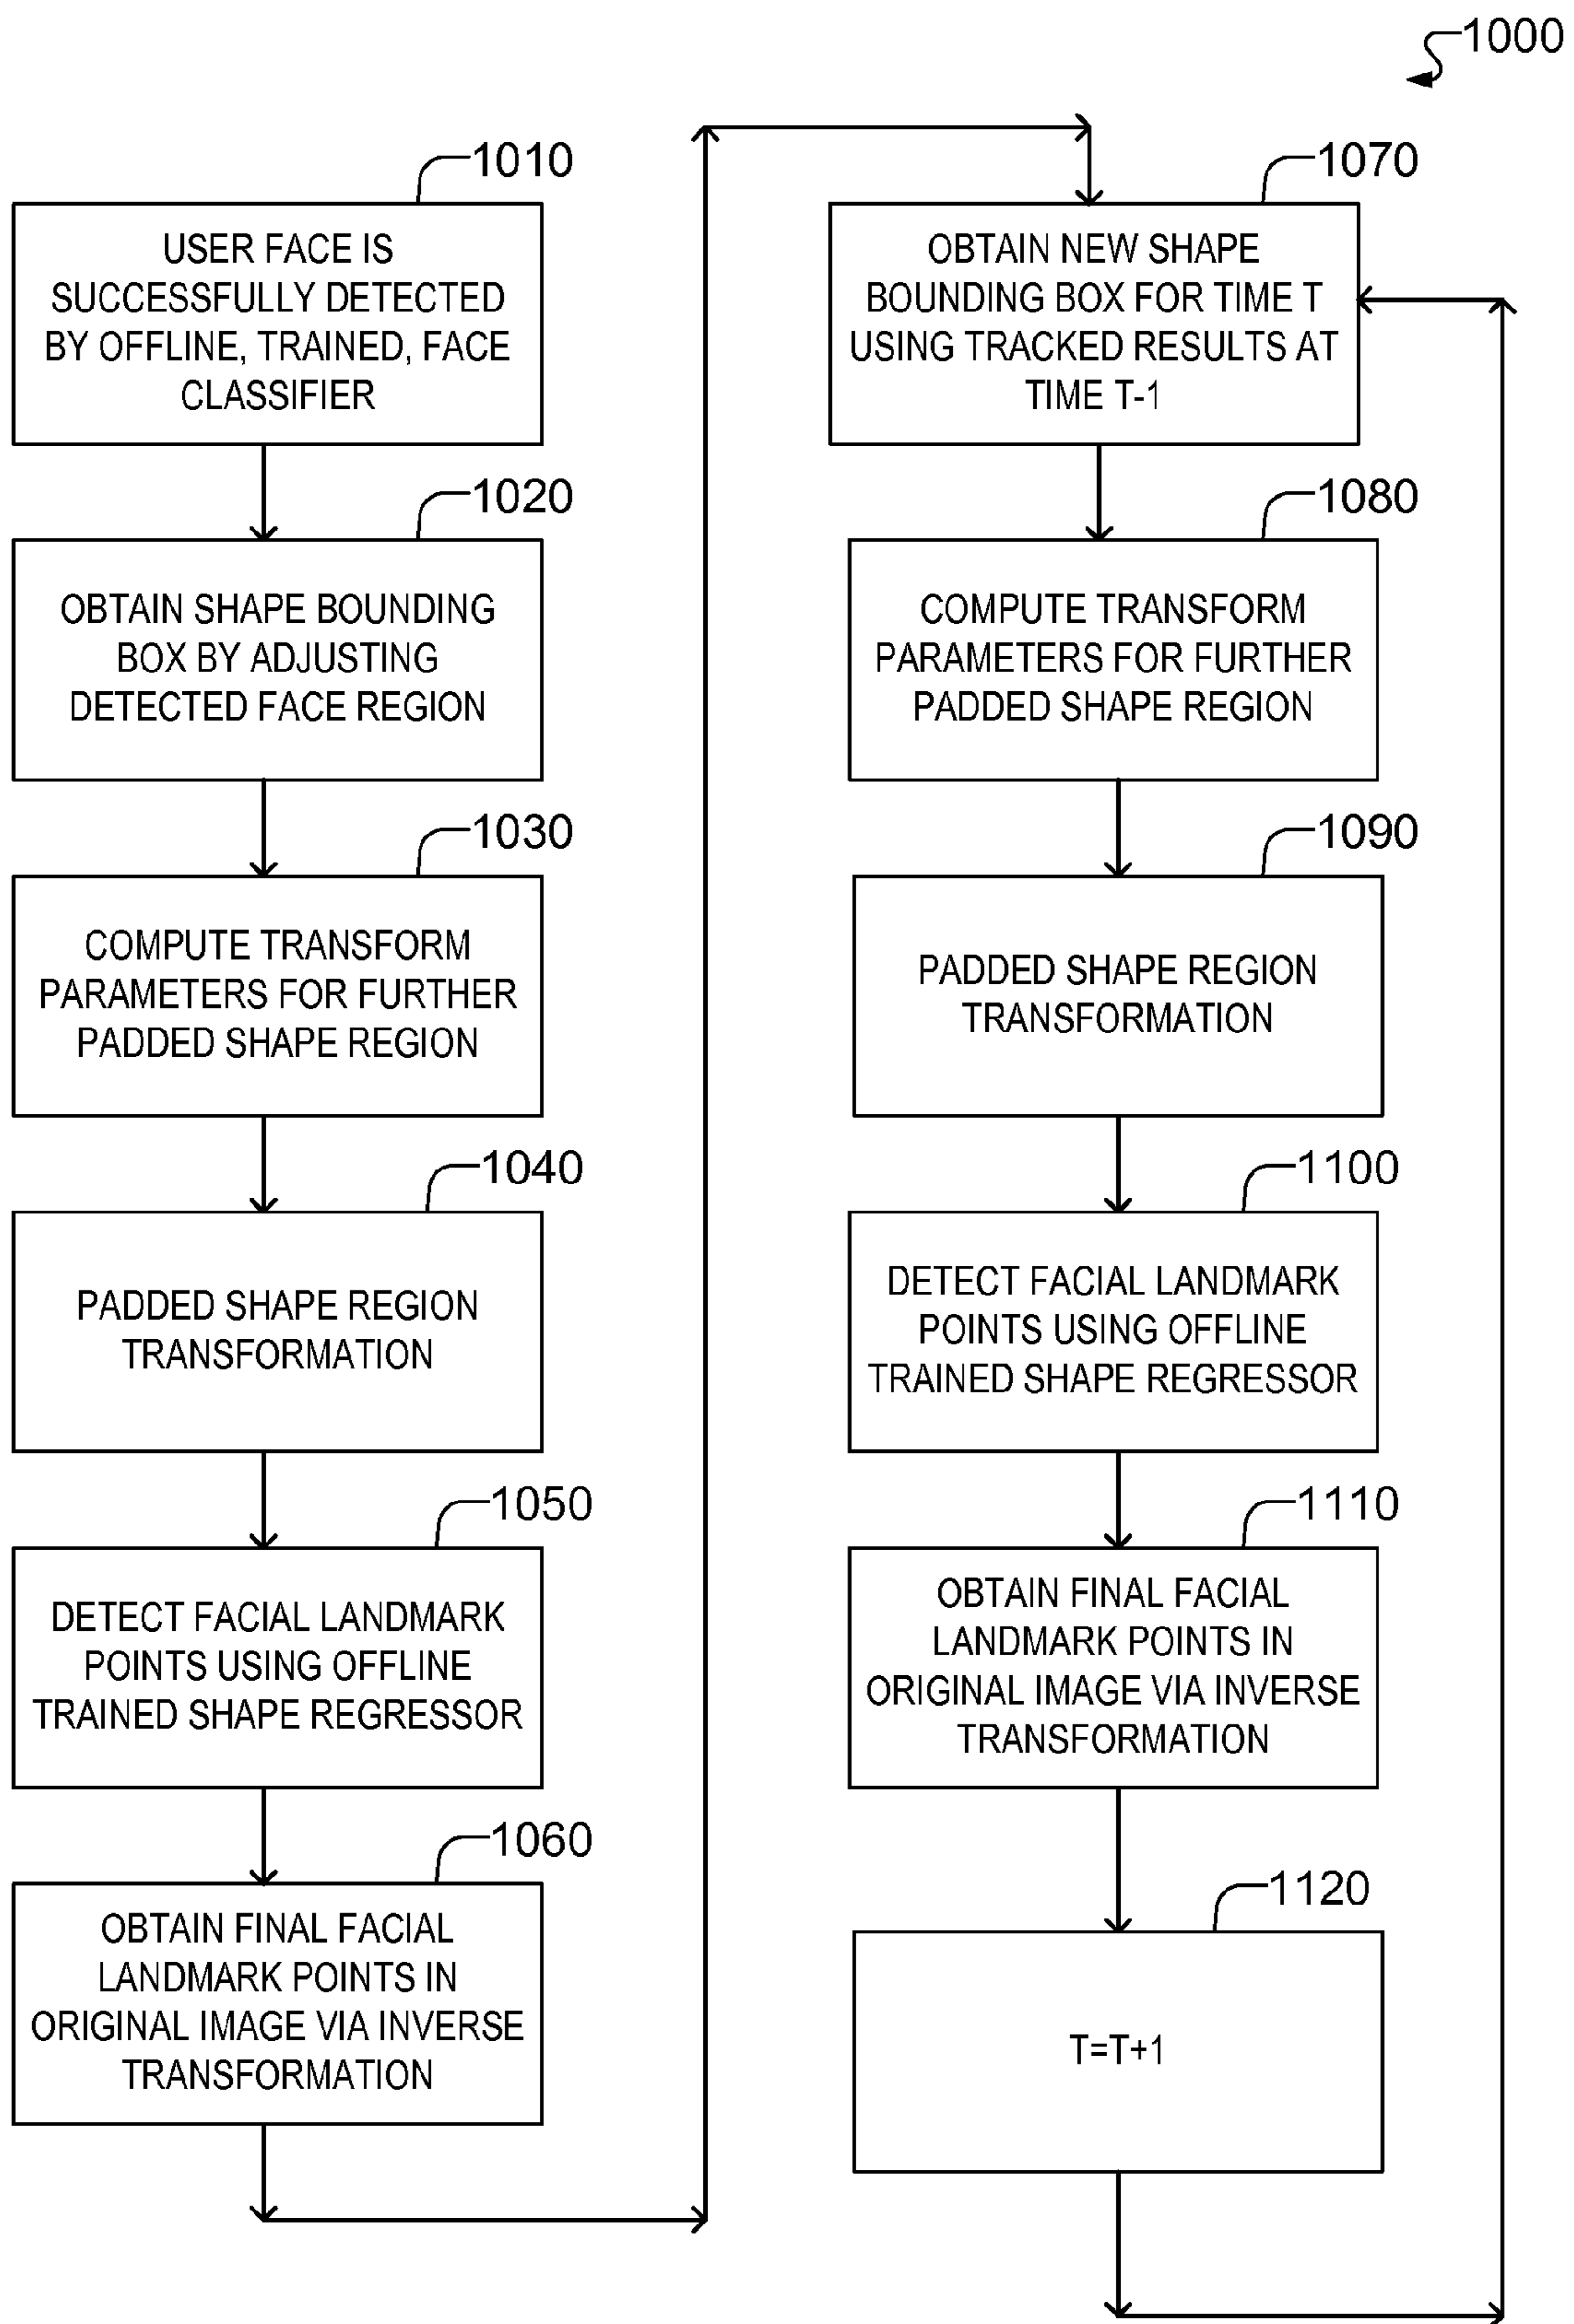 1000
1010
USER FACE IS
SUCCESSFULLY DETECTED
BY OFFLINE, TRAINED, FACE
CLASSIFIER
1020
OBTAIN SHAPE BOUNDING
BOX BY ADJUSTING
DETECTED FACE REGION
1030
COMPUTE TRANSFORM
PARAMETERS FOR FURTHER
PADDED SHAPE REGION
1040
PADDED SHAPE REGION
TRANSFORMATION
1050
DETECT FACIAL LANDMARK
POINTS USING OFFLINE
TRAINED SHAPE REGRESSOR
1060
OBTAIN FINAL FACIAL
LANDMARK POINTS IN
ORIGINAL IMAGE VIA INVERSE
TRANSFORMATION
1070
OBTAIN NEW SHAPE
BOUNDING BOX FOR TIME T
USING TRACKED RESULTS AT
TIME T-1
1080
COMPUTE TRANSFORM
PARAMETERS FOR FURTHER
PADDED SHAPE REGION
1090
PADDED SHAPE REGION
TRANSFORMATION
1100
DETECT FACIAL LANDMARK
POINTS USING OFFLINE
TRAINED SHAPE REGRESSOR
1110
OBTAIN FINAL FACIAL
LANDMARK POINTS IN
ORIGINAL IMAGE VIA INVERSE
TRANSFORMATION
1120
T=T+1